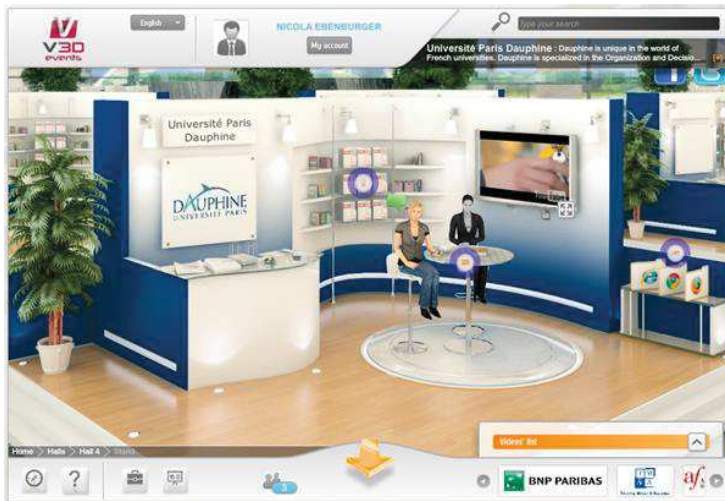 V3D
events
English
NICOLA EBENBURGER
My account
Type your search
Université Paris Dauphine : Dauphine is unique in the world of
French universities. Dauphine is specialized in the Organization and Decisio...
Université Paris
Dauphine
DAUPHINE
UNIVERSITÉ PARIS
Videos' list
Home > Halls > Hall 4 > Stand
?
3
BNP PARIBAS
af